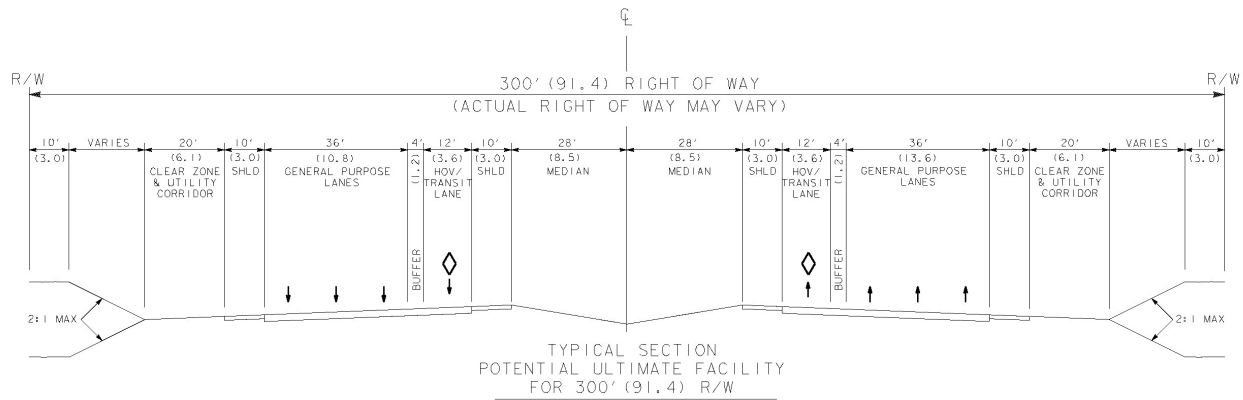 ℄
R/W
R/W
300' (91.4) RIGHT OF WAY
(ACTUAL RIGHT OF WAY MAY VARY)
10' VARIES 20' 10' 36' 4' 12' 10' 28' 28' 10' 12' 4' 36' 10' 20' VARIES 10'
(3.0) (6.1) (3.0) (10.8) (1.2) (3.6) (3.0) (8.5) (8.5) (3.0) (3.6) (1.2) (13.6) (3.0) (6.1) (3.0)
CLEAR ZONE SHLD GENERAL PURPOSE HOV/ SHLD MEDIAN MEDIAN SHLD HOV/ GENERAL PURPOSE SHLD CLEAR ZONE
& UTILITY LANES TRANSIT TRANSIT LANES & UTILITY
CORRIDOR LANE LANE CORRIDOR
BUFFER BUFFER
2:1 MAX
2:1 MAX
TYPICAL SECTION
POTENTIAL ULTIMATE FACILITY
FOR 300' (91.4) R/W